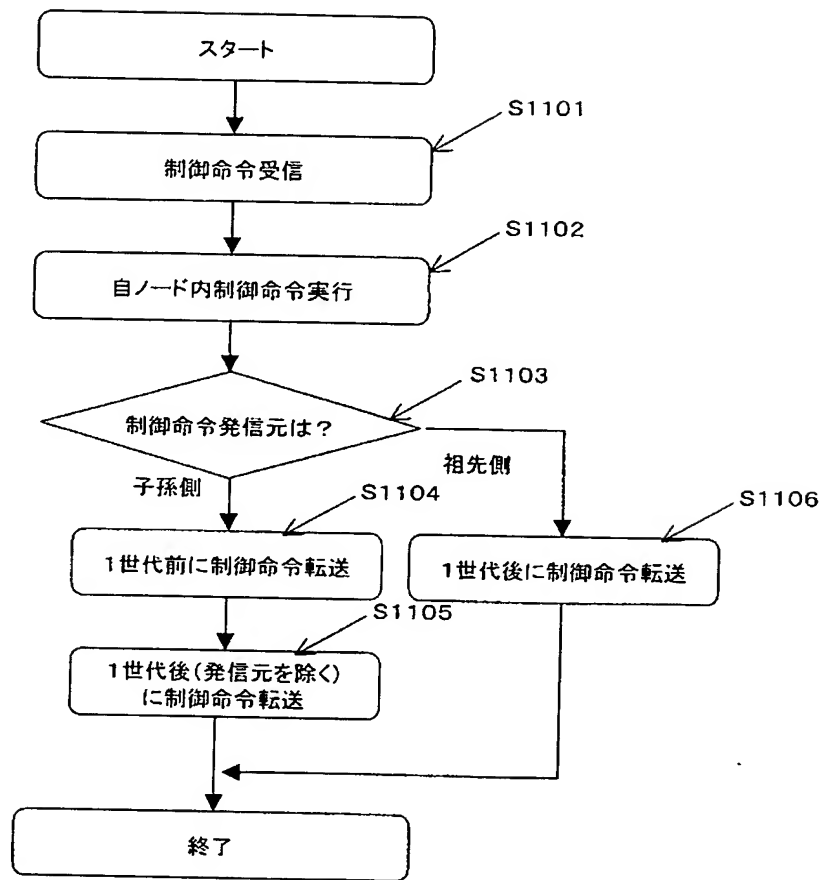 スタート
S1101
制御命令受信
S1102
自ノード内制御命令実行
S1103
制御命令発信元は?
子孫側
祖先側
S1104
1世代前に制御命令転送
S1106
1世代後に制御命令転送
S1105
1世代後(発信元を除く)
に制御命令転送
終了